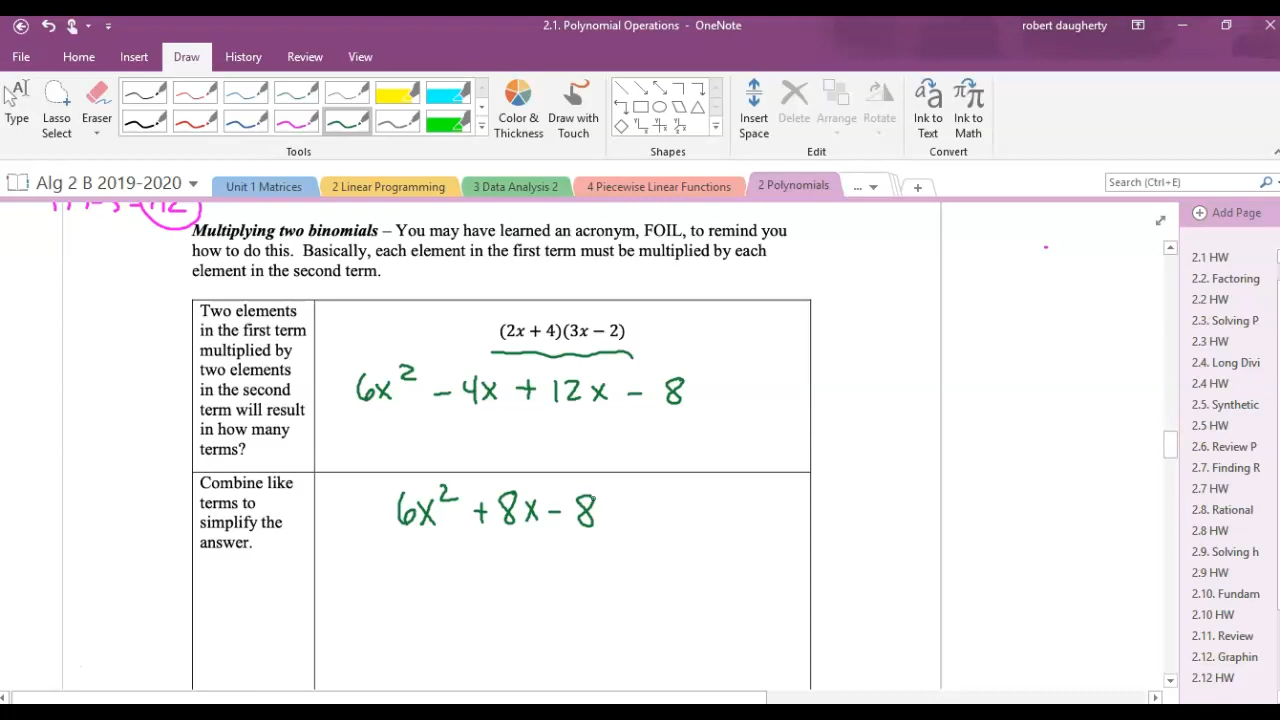 2.1. Polynomial Operations - OneNote
robert daugherty
File Home Insert Draw History Review View
Type
Lasso Select
Eraser
Color & Thickness
Draw with Touch
Insert Space
Delete
Arrange
Rotate
Ink to Text
Ink to Math
Tools
Shapes
Edit
Convert
Alg 2 B 2019-2020
Unit 1 Matrices
2 Linear Programming
3 Data Analysis 2
4 Piecewise Linear Functions
2 Polynomials
...
+
Search (Ctrl+E)
Add Page
Multiplying two binomials – You may have learned an acronym, FOIL, to remind you
how to do this. Basically, each element in the first term must be multiplied by each
element in the second term.
Two elements
in the first term
multiplied by
two elements
in the second
term will result
in how many
terms?
(2x + 4)(3x − 2)
6x² - 4x + 12x - 8
Combine like
terms to
simplify the
answer.
6x² + 8x - 8
2.1 HW
2.2. Factoring
2.2 HW
2.3. Solving P
2.3 HW
2.4. Long Divi
2.4 HW
2.5. Synthetic
2.5 HW
2.6. Review P
2.7. Finding R
2.7 HW
2.8. Rational
2.8 HW
2.9. Solving h
2.9 HW
2.10. Fundam
2.10 HW
2.11. Review
2.12. Graphin
2.12 HW